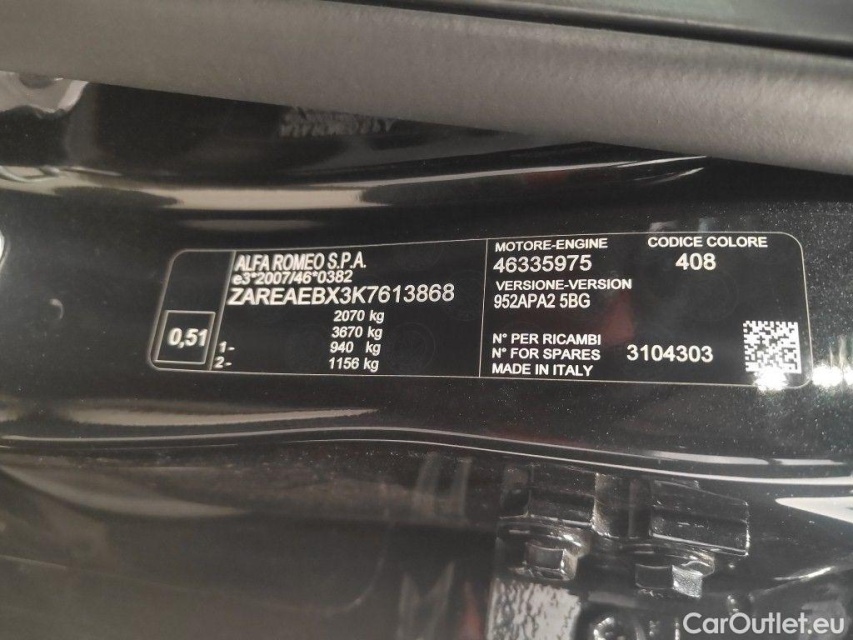 ALFA ROMEO S.P.A.
e3*2007/46*0382
ZAREAEBX3K7613868
2070 kg
3670 kg
1- 940 kg
2- 1156 kg
0,51
MOTORE-ENGINE
46335975
CODICE COLORE
408
VERSIONE-VERSION
952APA2 5BG
N° PER RICAMBI
N° FOR SPARES 3104303
MADE IN ITALY
CarOutlet.eu